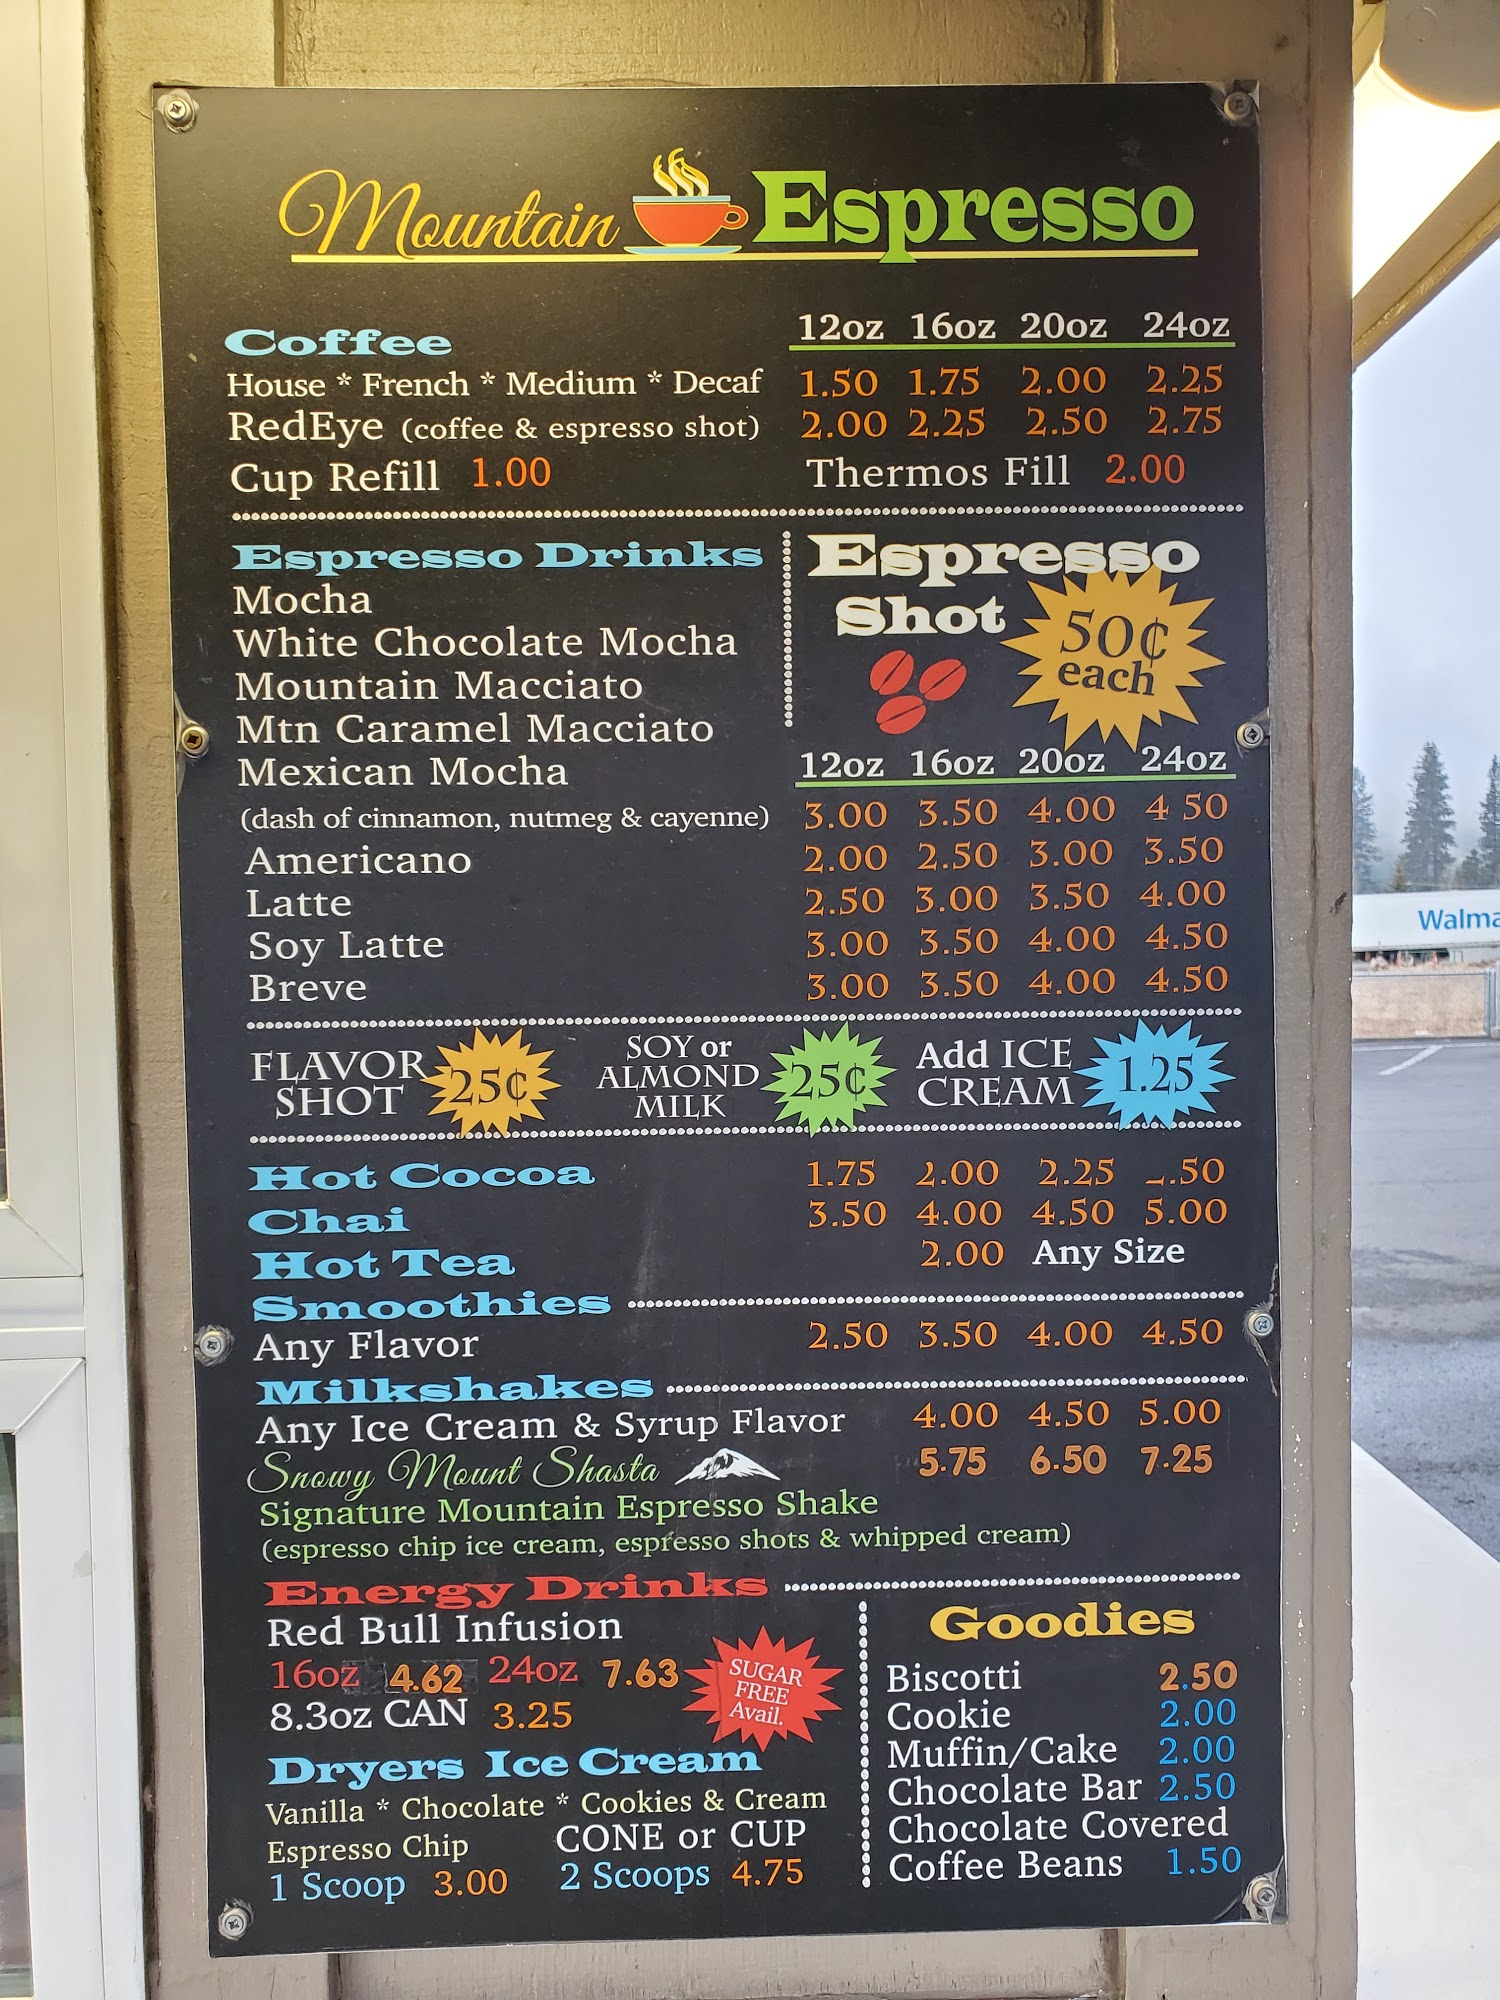 Mountain Espresso
Coffee 12oz 16oz 20oz 24oz
House * French * Medium * Decaf 1.50 1.75 2.00 2.25
RedEye (coffee & espresso shot) 2.00 2.25 2.50 2.75
Cup Refill 1.00 Thermos Fill 2.00
Espresso Drinks
Mocha
White Chocolate Mocha
Mountain Macciato
Mtn Caramel Macciato
Mexican Mocha
Espresso
Shot
50¢
each
12oz 16oz 20oz 24oz
(dash of cinnamon, nutmeg & cayenne) 3.00 3.50 4.00 4 50
Americano 2.00 2.50 3.00 3.50
Latte 2.50 3.00 3.50 4.00
Soy Latte 3.00 3.50 4.00 4.50
Breve 3.00 3.50 4.00 4.50
FLAVOR
SHOT
25¢
SOY or
ALMOND
MILK
25¢
Add ICE
CREAM
1.25
Hot Cocoa 1.75 2.00 2.25 .50
Chai 3.50 4.00 4.50 5.00
Hot Tea 2.00 Any Size
Smoothies
Any Flavor 2.50 3.50 4.00 4.50
Milkshakes
Any Ice Cream & Syrup Flavor 4.00 4.50 5.00
Snowy Mount Shasta 5.75 6.50 7.25
Signature Mountain Espresso Shake
(espresso chip ice cream, espresso shots & whipped cream)
Energy Drinks
Red Bull Infusion
16oz 4.62 24oz 7.63
8.3oz CAN 3.25
SUGAR
FREE
Avail.
Dryers Ice Cream
Vanilla * Chocolate * Cookies & Cream
Espresso Chip CONE or CUP
1 Scoop 3.00 2 Scoops 4.75
Goodies
Biscotti 2.50
Cookie 2.00
Muffin/Cake 2.00
Chocolate Bar 2.50
Chocolate Covered
Coffee Beans 1.50
Walma